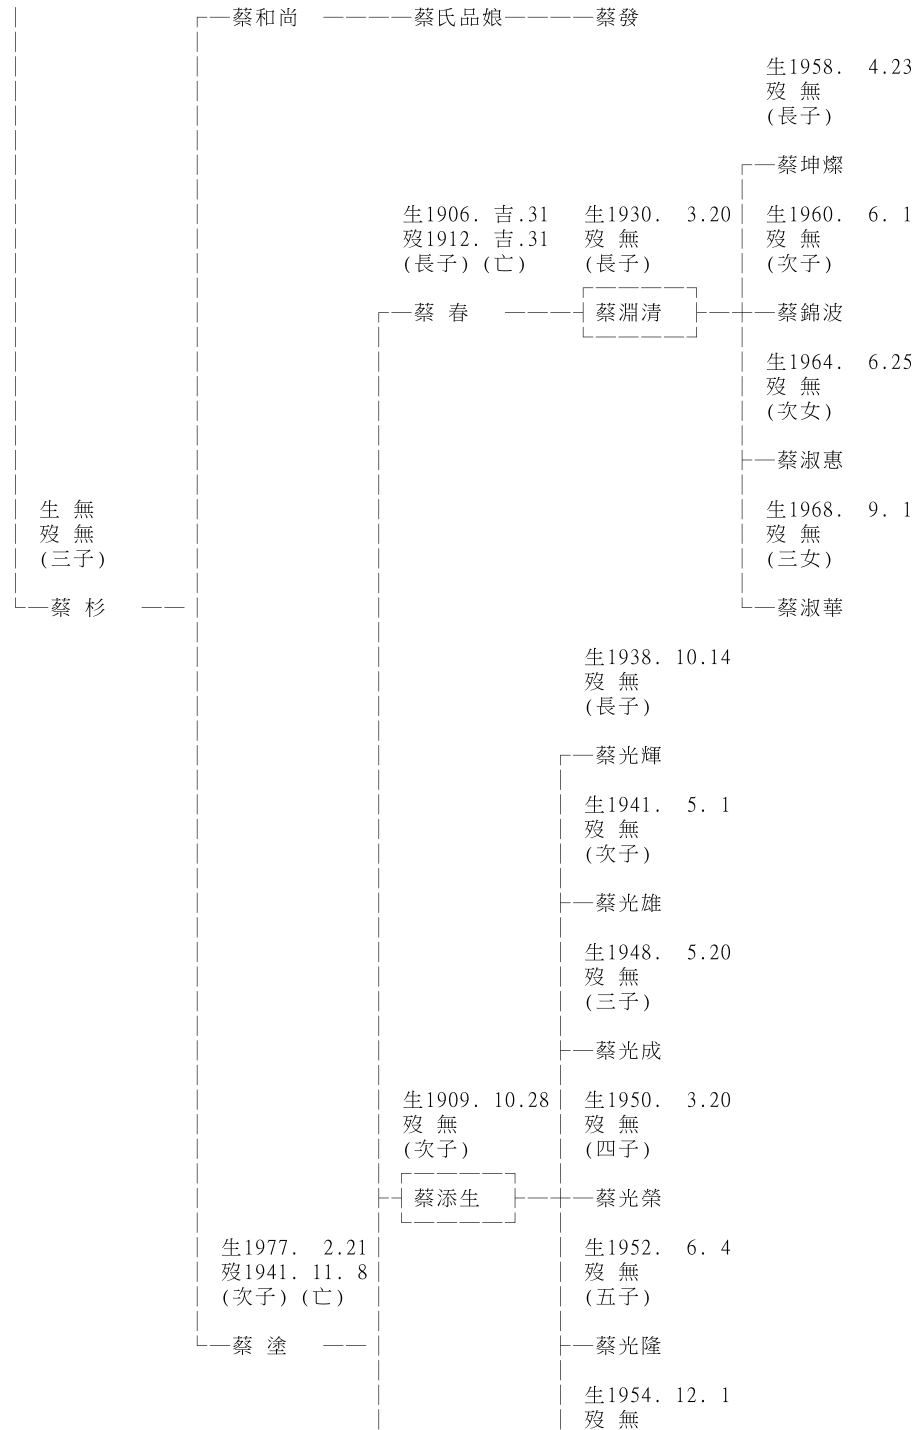 蔡和尚 蔡氏品娘 蔡發
生1958. 4.23
歿 無
(長子)
蔡坤燦
生1906. 吉.31 生1930. 3.20 生1960. 6. 1
歿1912. 吉.31 歿 無 歿 無
(長子)(亡) (長子) (次子)
蔡 春 蔡淵清 蔡錦波
生1964. 6.25
歿 無
(次女)
蔡淑惠
生 無 生1968. 9. 1
歿 無 歿 無
(三子) (三女)
蔡 杉 蔡淑華
生1938. 10.14
歿 無
(長子)
蔡光輝
生1941. 5. 1
歿 無
(次子)
蔡光雄
生1948. 5.20
歿 無
(三子)
蔡光成
生1909. 10.28 生1950. 3.20
歿 無 歿 無
(次子) (四子)
蔡添生 蔡光榮
生1977. 2.21 生1952. 6. 4
歿1941. 11. 8 歿 無
(次子)(亡) (五子)
蔡 塗 蔡光隆
生1954. 12. 1
歿 無